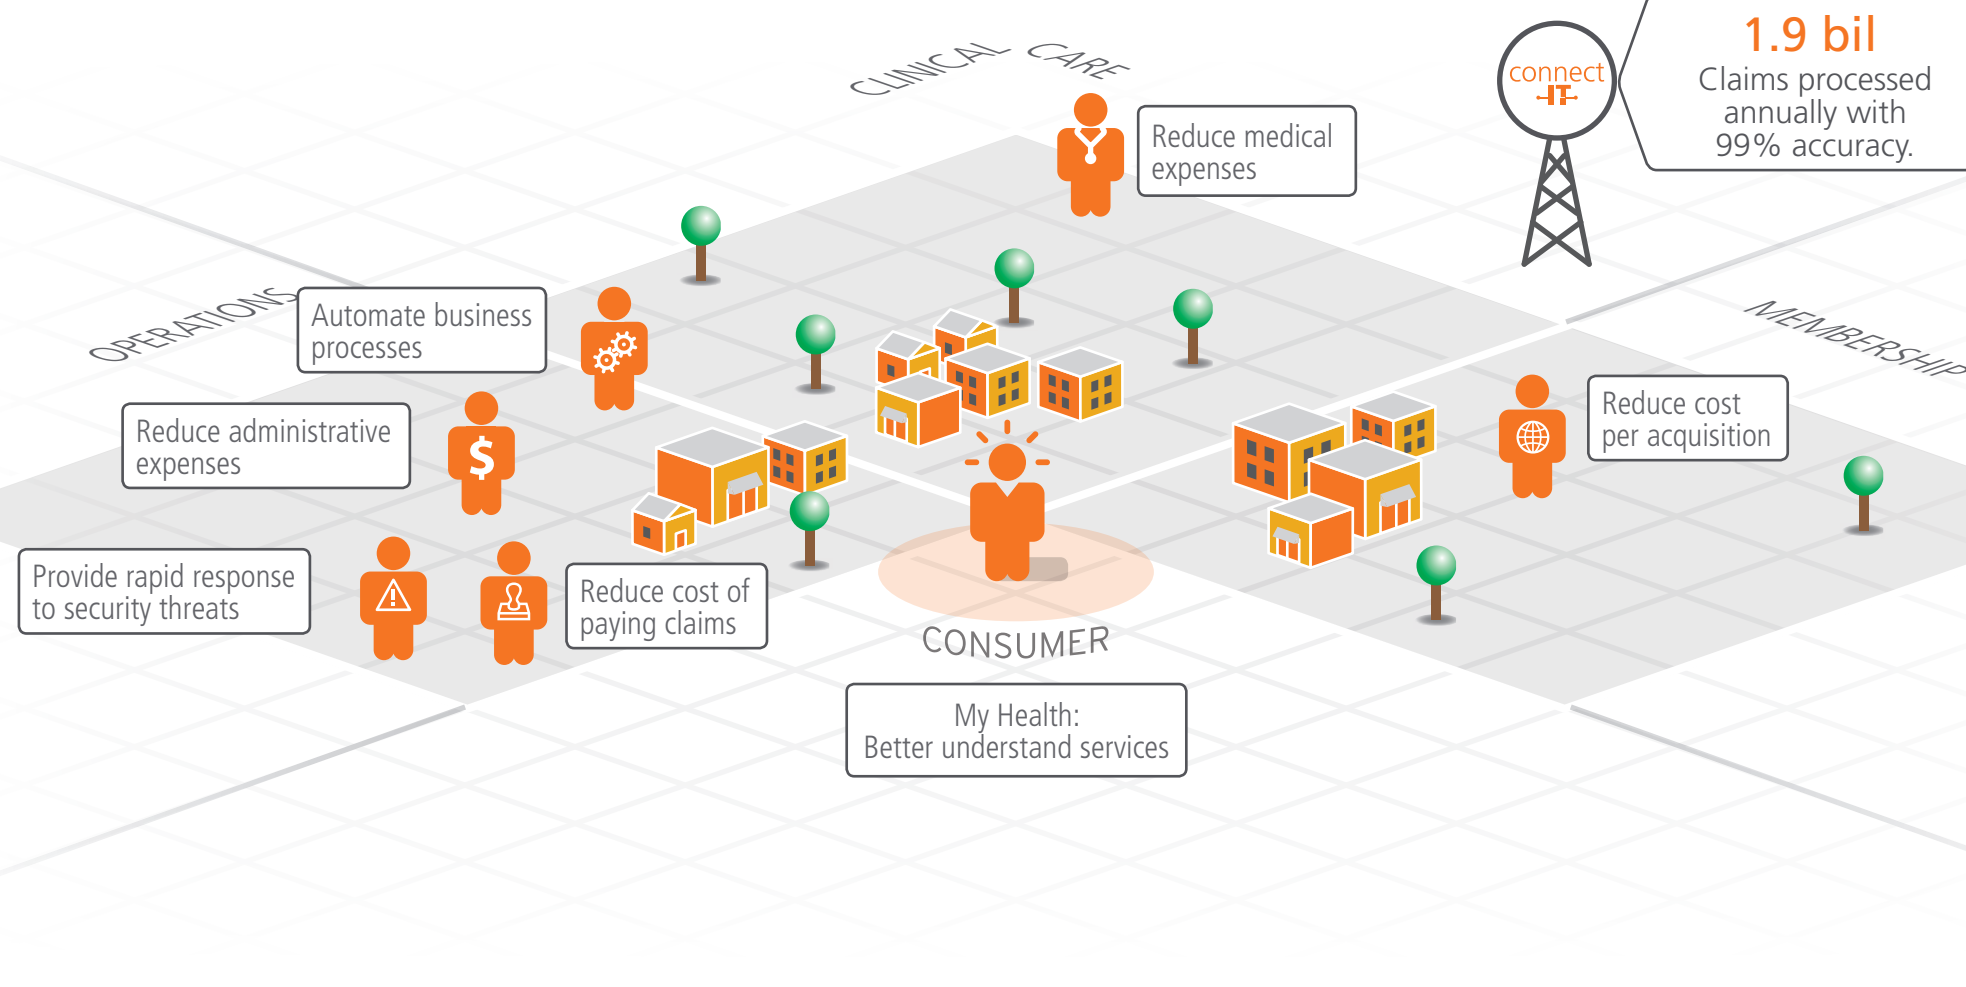 CLINICAL CARE
1.9 bil
connect
IT
Claims processed
annually with
99% accuracy.
Reduce medical
expenses
OPERATIONS
Automate business
processes
MEMBERSHIP
Reduce administrative
expenses
$
Reduce cost
per acquisition
Provide rapid response
to security threats
Reduce cost of
paying claims
CONSUMER
My Health:
Better understand services